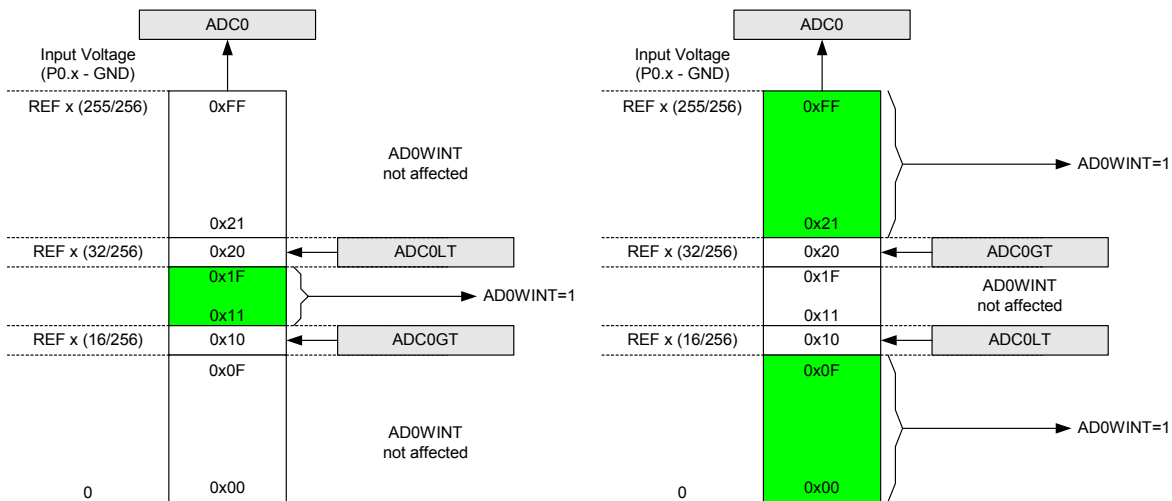 ADC0
Input Voltage
(P0.x - GND)
REF x (255/256)
0xFF
AD0WINT
not affected
0x21
REF x (32/256)
0x20
ADC0LT
0x1F
AD0WINT=1
0x11
REF x (16/256)
0x10
ADC0GT
0x0F
AD0WINT
not affected
0
0x00
ADC0
Input Voltage
(P0.x - GND)
REF x (255/256)
0xFF
AD0WINT=1
0x21
REF x (32/256)
0x20
ADC0GT
0x1F
AD0WINT
not affected
0x11
REF x (16/256)
0x10
ADC0LT
0x0F
AD0WINT=1
0
0x00